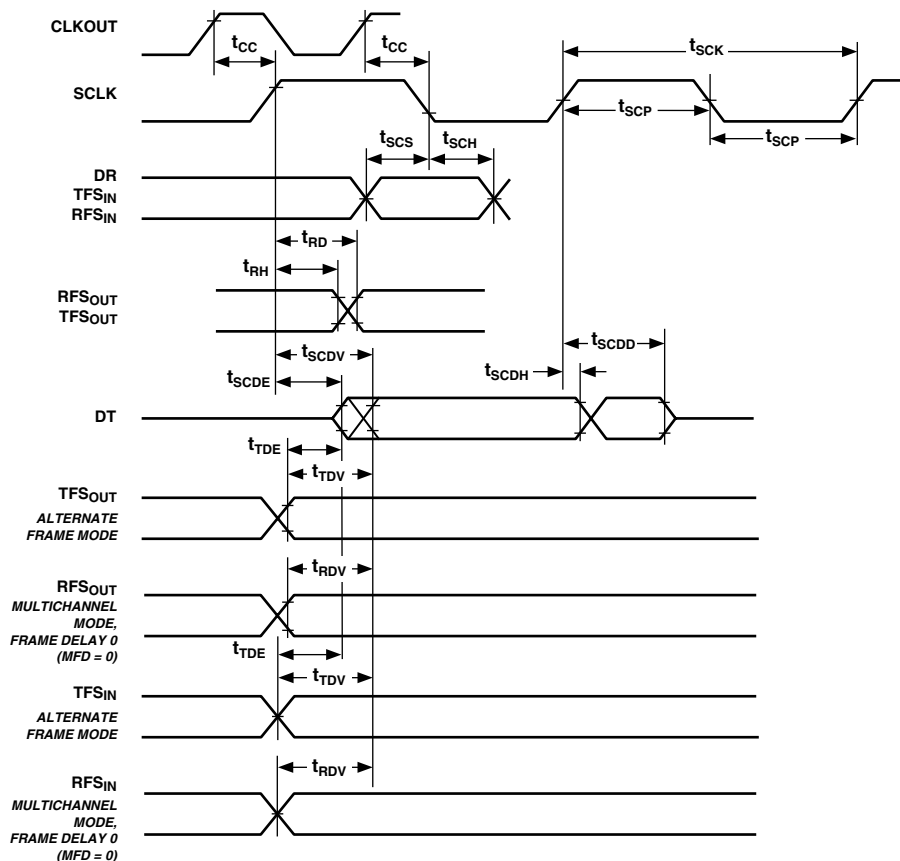 CLKOUT
tCC
tCC
tSCK
SCLK
tSCP
tSCP
tSCS
tSCH
DR
TFSIN
RFSIN
tRD
tRH
RFSOUT
TFSOUT
tSCDV
tSCDD
tSCDH
tSCDE
DT
tTDE
tTDV
TFSOUT
ALTERNATE
FRAME MODE
tRDV
RFSOUT
MULTICHANNEL
MODE,
FRAME DELAY 0
(MFD = 0)
tTDE
tTDV
TFSIN
ALTERNATE
FRAME MODE
tRDV
RFSIN
MULTICHANNEL
MODE,
FRAME DELAY 0
(MFD = 0)